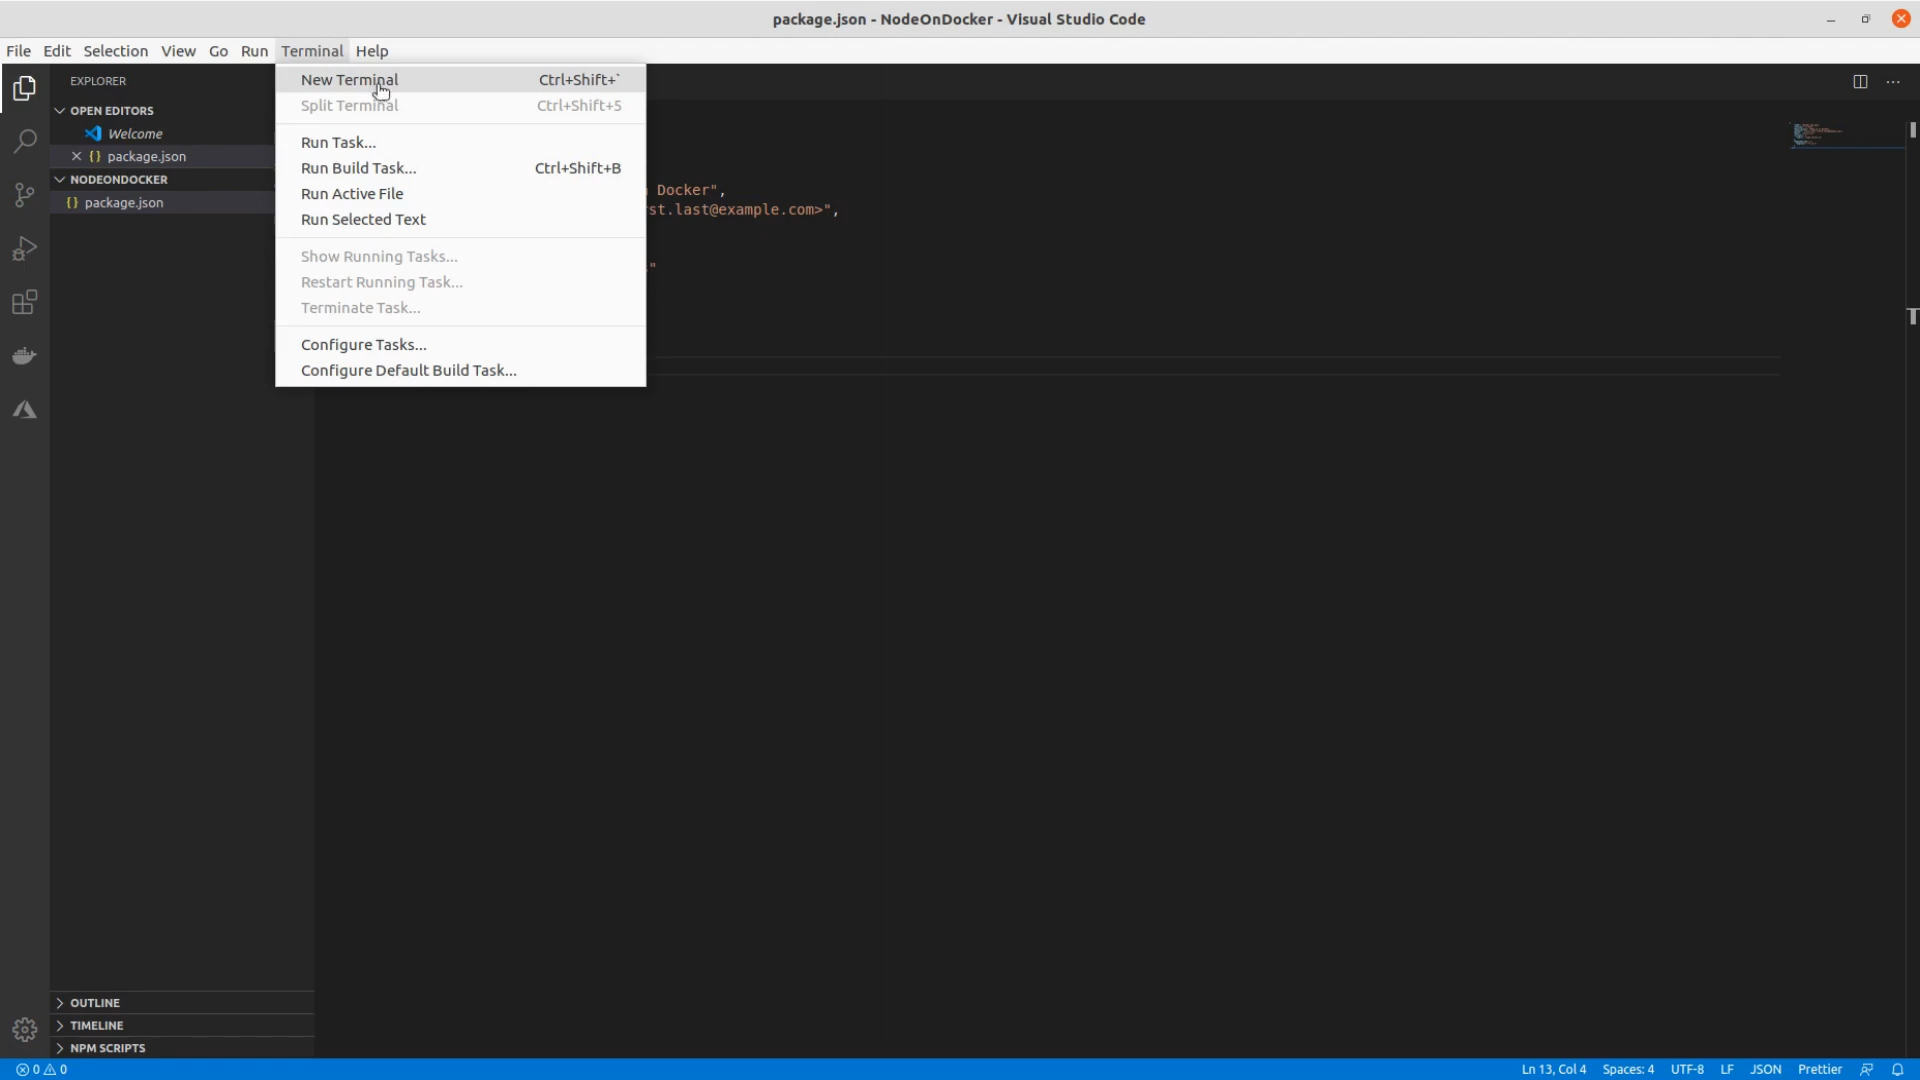 package.json - NodeOnDocker - Visual Studio Code
File Edit Selection View Go Run Terminal Help
EXPLORER
OPEN EDITORS
Welcome
{} package.json
NODEONDOCKER
{} package.json
New Terminal Ctrl+Shift+`
Split Terminal Ctrl+Shift+5
Run Task...
Run Build Task... Ctrl+Shift+B
Run Active File
Run Selected Text
Show Running Tasks...
Restart Running Task...
Terminate Task...
Configure Tasks...
Configure Default Build Task...
Docker",
st.last@example.com>",
"
OUTLINE
TIMELINE
NPM SCRIPTS
0 0
Ln 13, Col 4 Spaces: 4 UTF-8 LF JSON Prettier